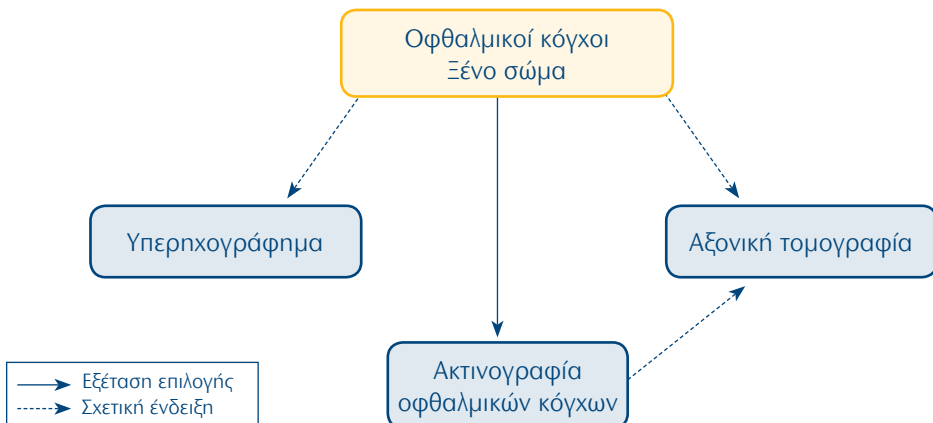 Οφθαλμικοί κόγχοι
Ξένο σώμα
Υπερηχογράφημα
Αξονική τομογραφία
Ακτινογραφία
οφθαλμικών κόγχων
Εξέταση επιλογής
Σχετική ένδειξη